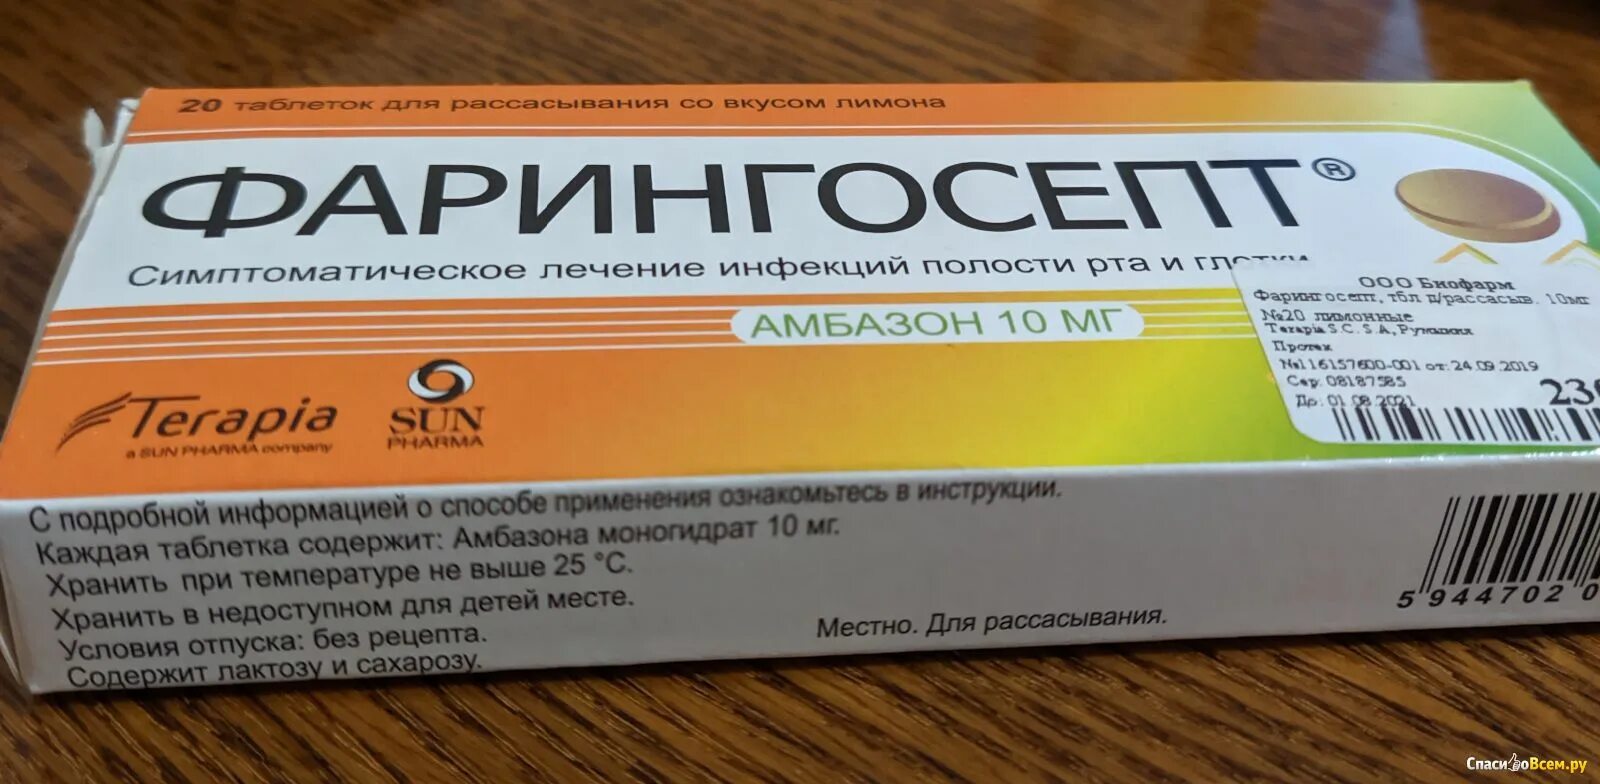 20 таблеток для рассасывания со вкусом лимона
ФАРИНГОСЕПТ®
Симптоматическое лечение инфекций полости рта и глотки
АМБАЗОН 10 МГ
Terapia
a SUN PHARMA company
SUN
PHARMA
ООО Биофарм
Фарингосепт, тбл д/рассасыв. 10мг
№20 лимонные
Terapia S.C. S.A, Румыния
Протек
№116157600-001 от: 24.09.2019
Сер: 08187585
До: 01.08.2021
С подробной информацией о способе применения ознакомьтесь в инструкции.
Каждая таблетка содержит: Амбазона моногидрат 10 мг.
Хранить при температуре не выше 25 °C.
Хранить в недоступном для детей месте.
Условия отпуска: без рецепта.
Содержит лактозу и сахарозу.
Местно. Для рассасывания.
5 944702 0
СпасибоВсем.ру